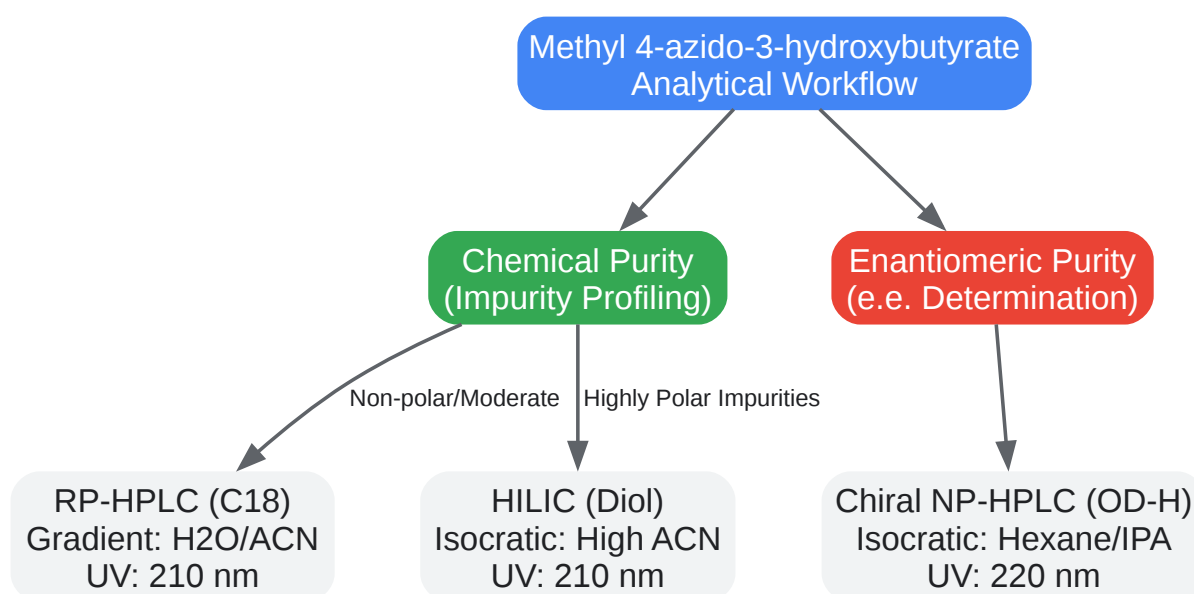 Methyl 4-azido-3-hydroxybutyrate
Analytical Workflow
Chemical Purity
(Impurity Profiling)
Enantiomeric Purity
(e.e. Determination)
Non-polar/Moderate
Highly Polar Impurities
RP-HPLC (C18)
Gradient: H2O/ACN
UV: 210 nm
HILIC (Diol)
Isocratic: High ACN
UV: 210 nm
Chiral NP-HPLC (OD-H)
Isocratic: Hexane/IPA
UV: 220 nm